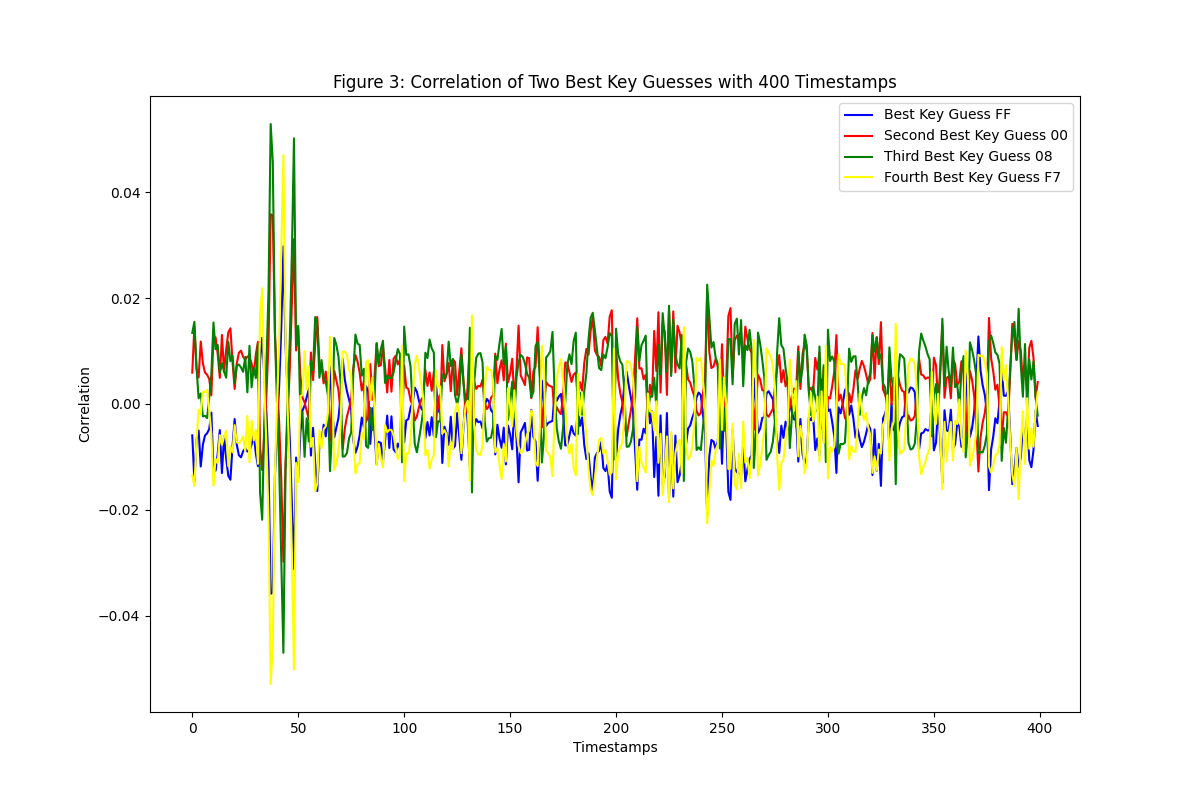 Figure 3: Correlation of Two Best Key Guesses with 400 Timestamps
Best Key Guess FF
Second Best Key Guess 00
Third Best Key Guess 08
Fourth Best Key Guess F7
Correlation
0.04
0.02
0.00
−0.02
−0.04
0 50 100 150 200 250 300 350 400
Timestamps